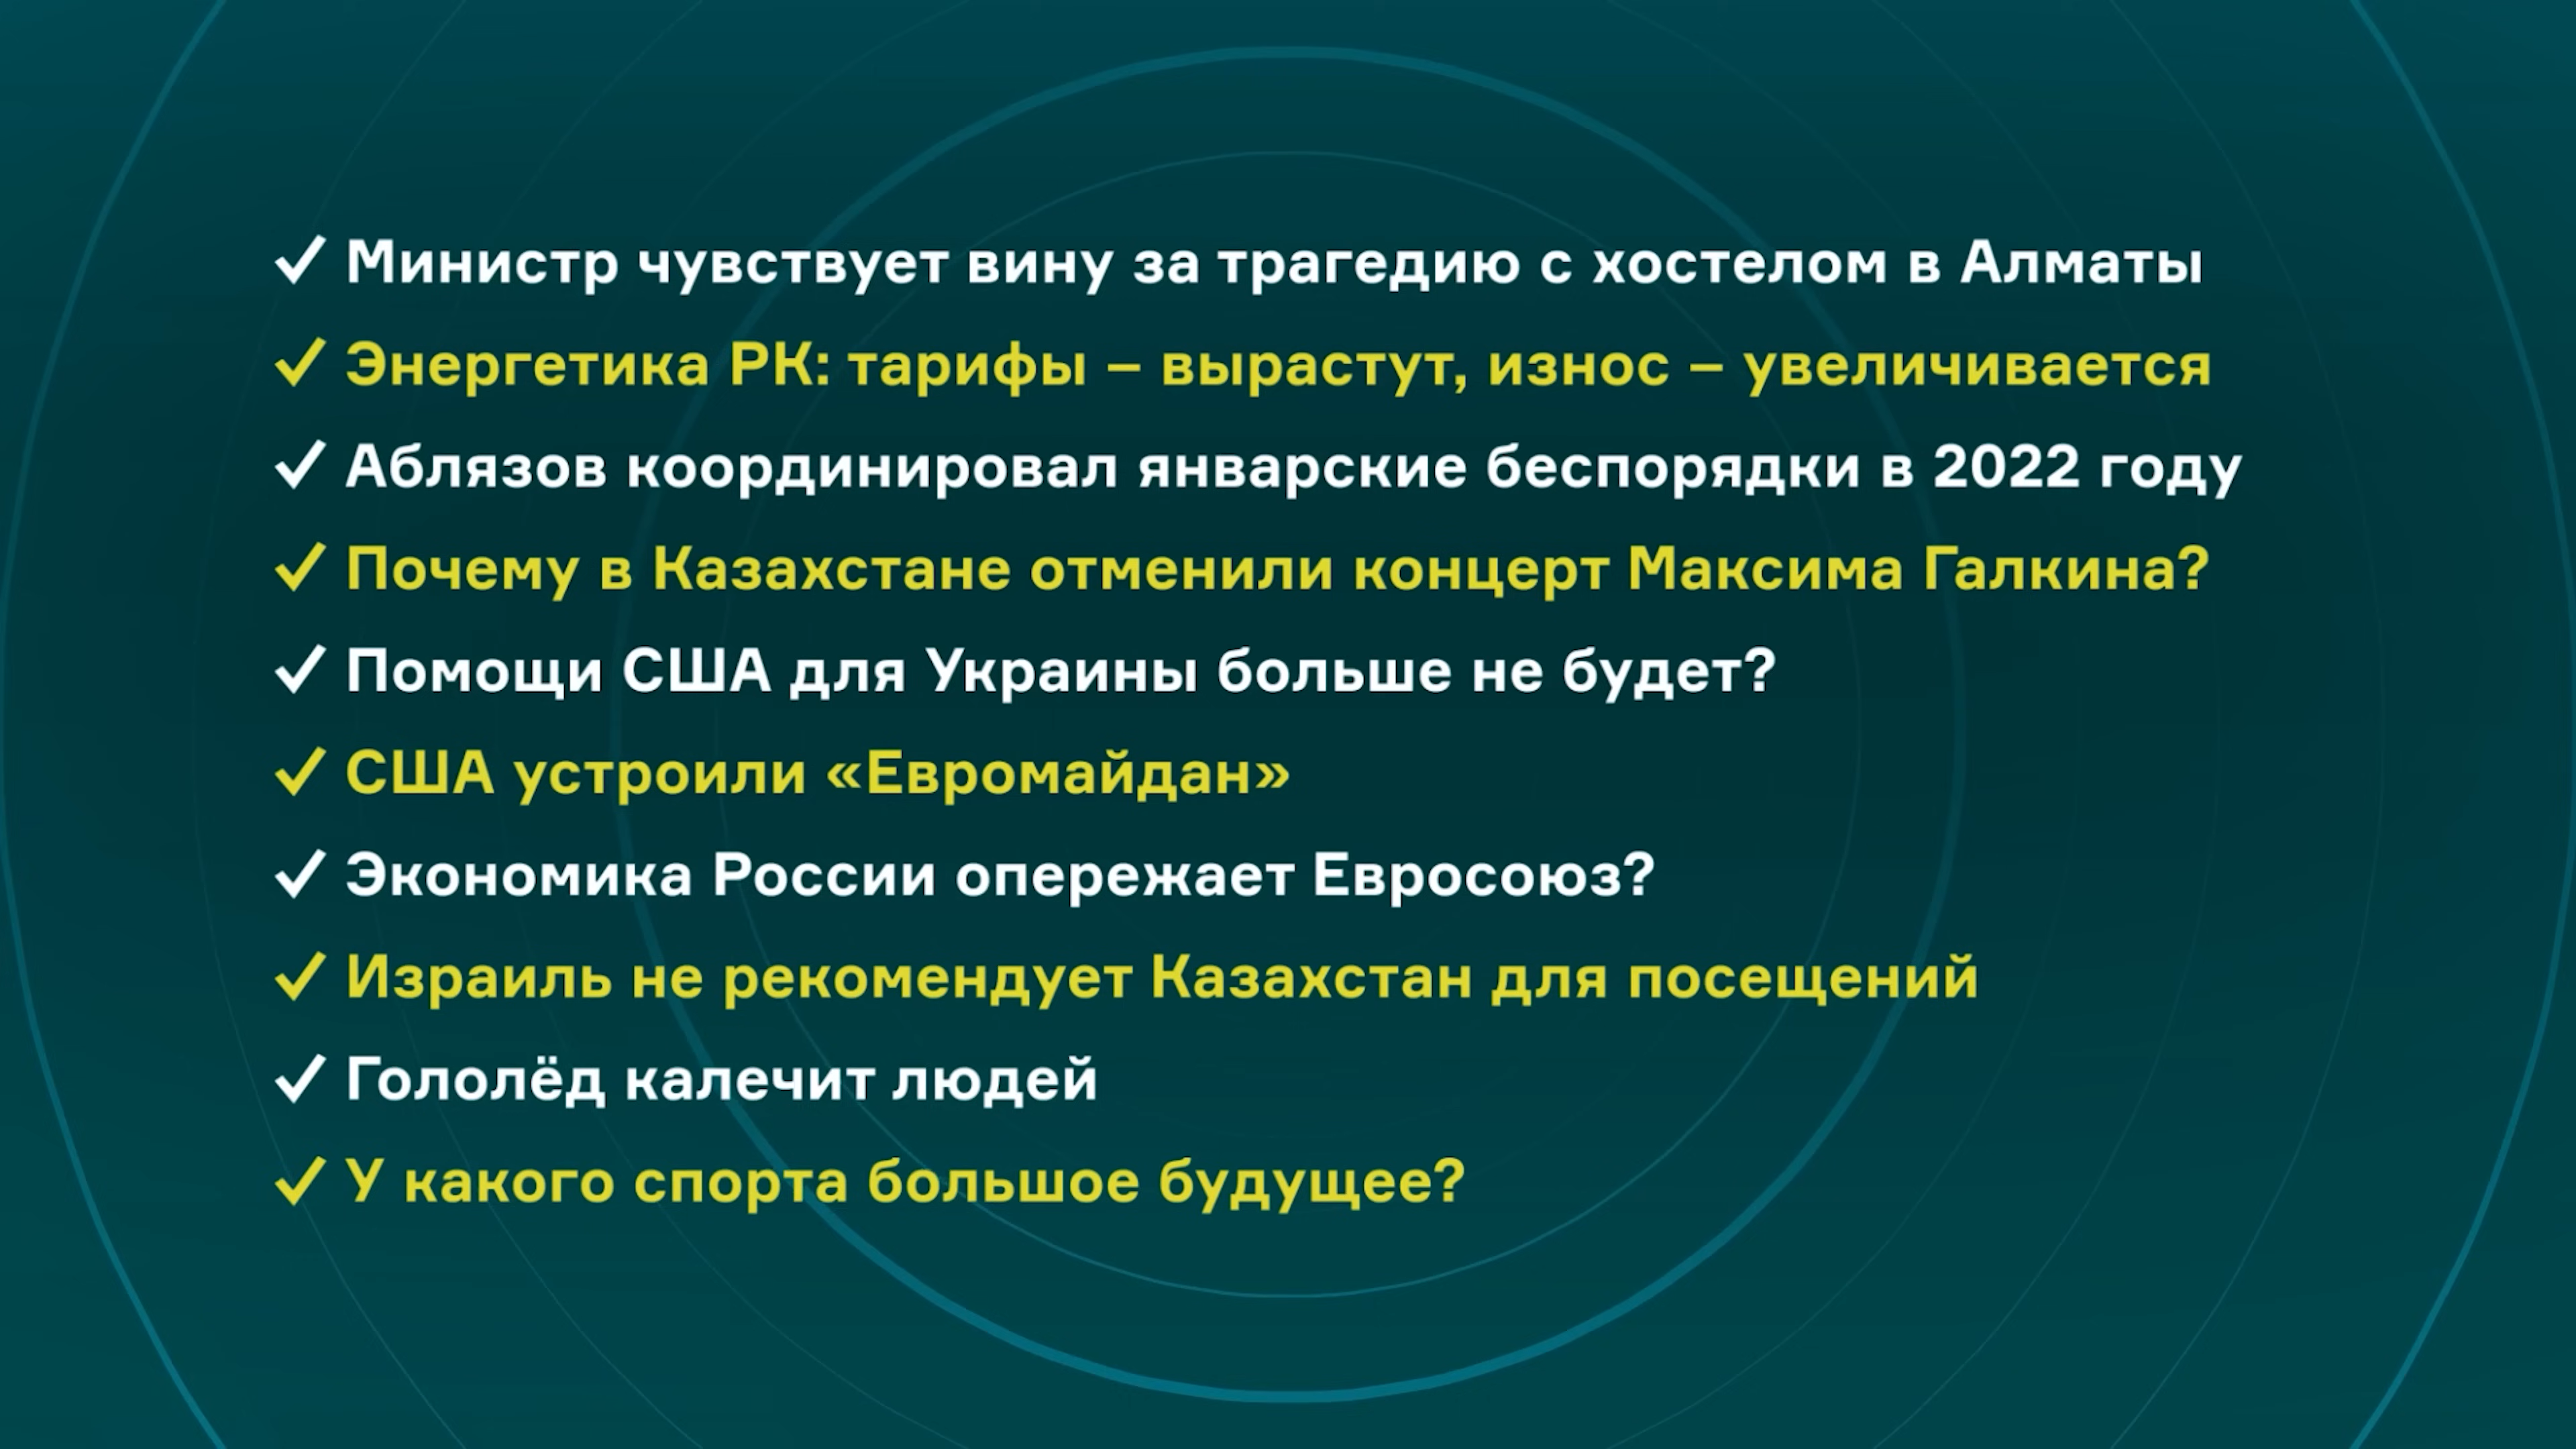 ✓ Министр чувствует вину за трагедию с хостелом в Алматы
✓ Энергетика РК: тарифы – вырастут, износ – увеличивается
✓ Аблязов координировал январские беспорядки в 2022 году
✓ Почему в Казахстане отменили концерт Максима Галкина?
✓ Помощи США для Украины больше не будет?
✓ США устроили «Евромайдан»
✓ Экономика России опережает Евросоюз?
✓ Израиль не рекомендует Казахстан для посещений
✓ Гололёд калечит людей
✓ У какого спорта большое будущее?